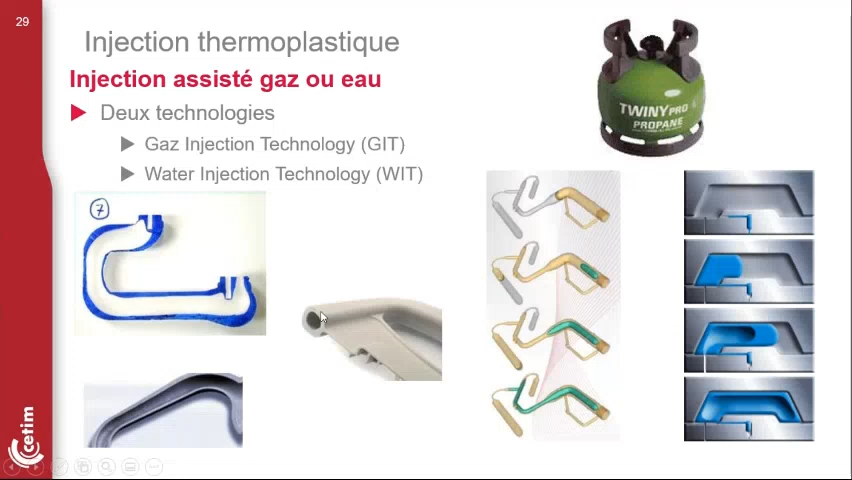 29
Injection thermoplastique
Injection assisté gaz ou eau
Deux technologies
Gaz Injection Technology (GIT)
Water Injection Technology (WIT)
TWINY PRO
PROPANE
7
cetim